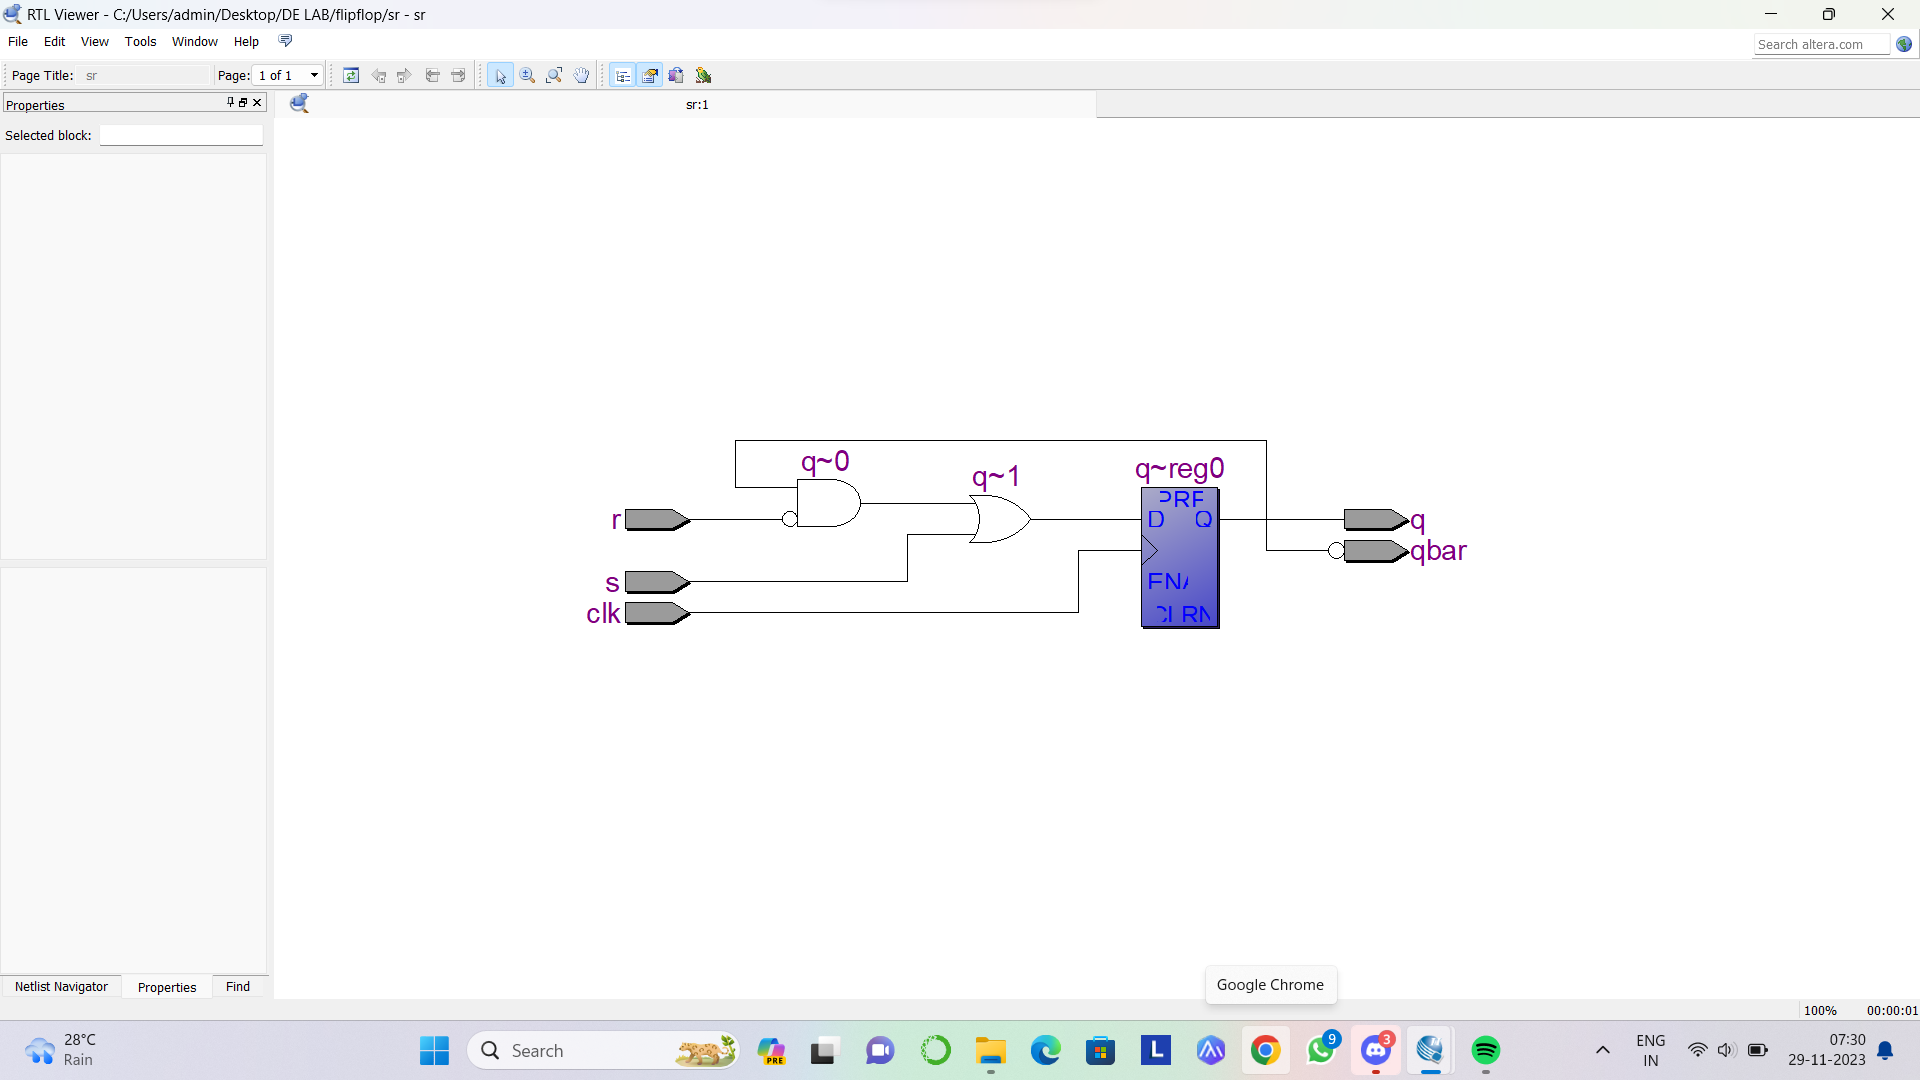 RTL Viewer - C:/Users/admin/Desktop/DE LAB/flipflop/sr - sr
File Edit View Tools Window Help
Search altera.com
Page Title: sr Page: 1 of 1
Properties
sr:1
Selected block:
q~0
q~1
q~reg0
PRE
D Q
r
q
qbar
s
ENA
clk
CLRN
Netlist Navigator Properties Find
Google Chrome
100% 00:00:01
28°C
Rain
Search
PRE
L
9
3
ENG
IN
07:30
29-11-2023